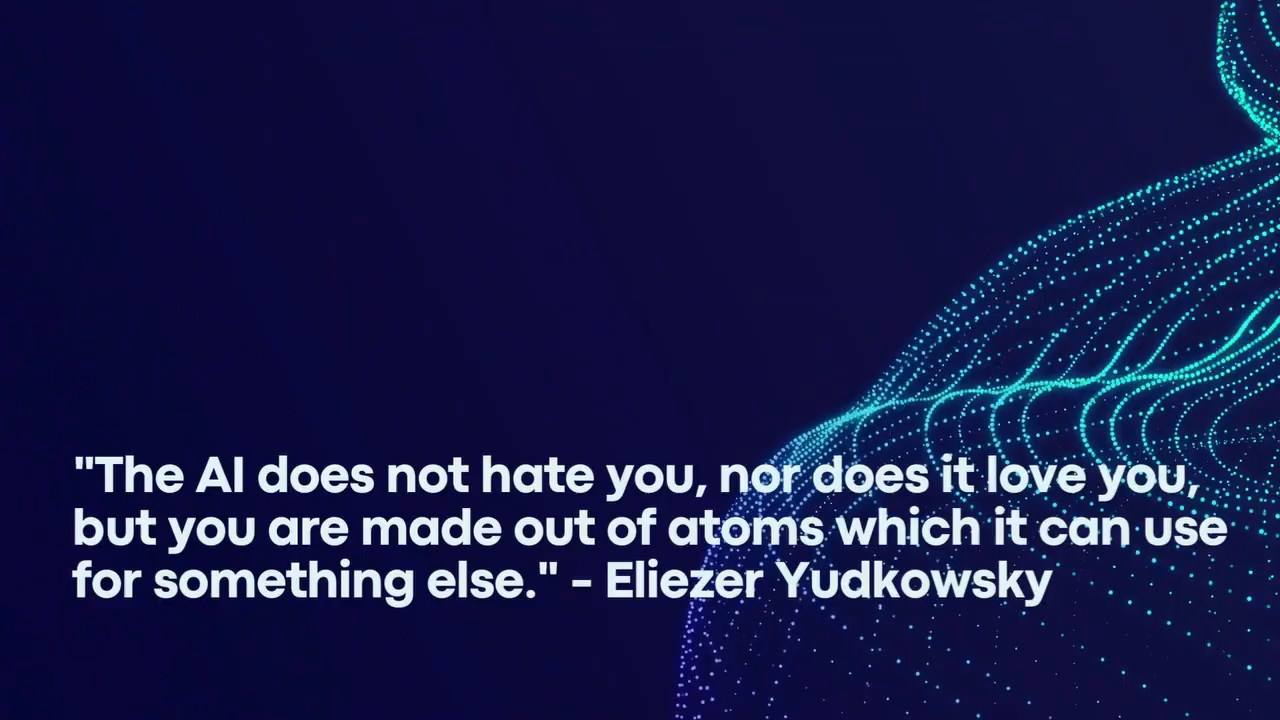 "The AI does not hate you, nor does it love you,
but you are made out of atoms which it can use
for something else." - Eliezer Yudkowsky